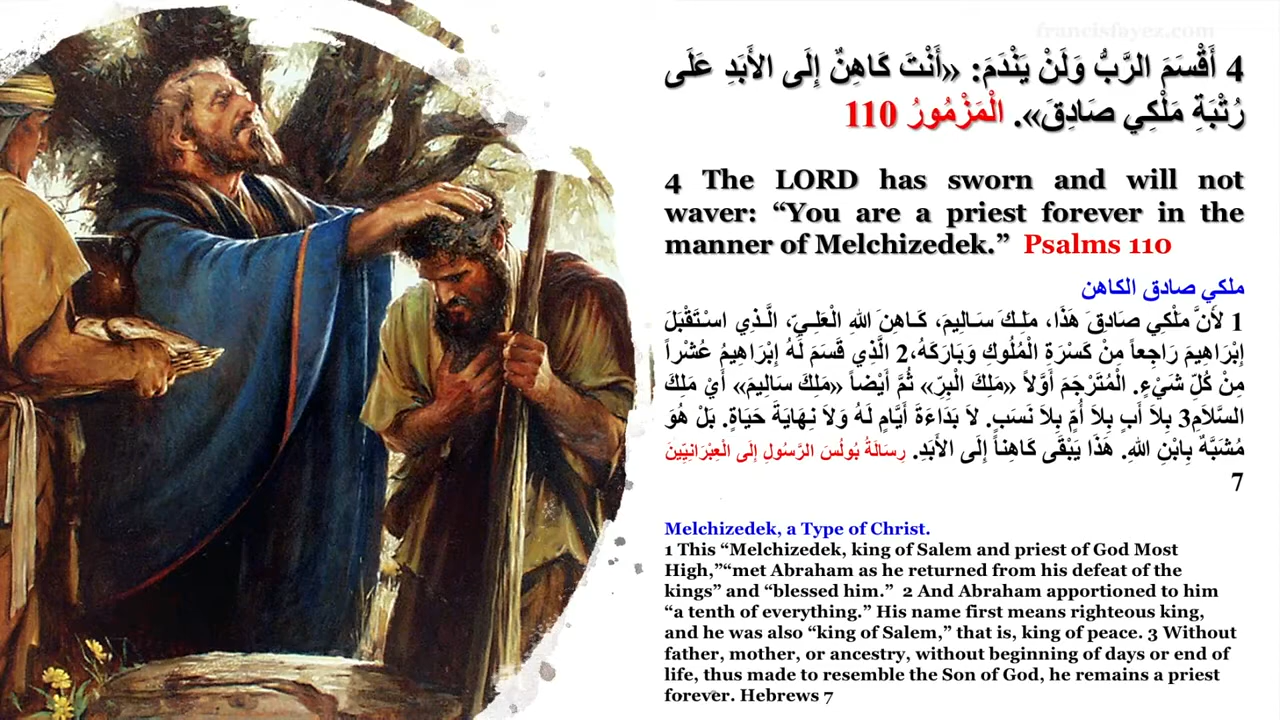 francisfayez.com
4 أَقْسَمَ الرَّبُّ وَلَنْ يَنْدَمَ: «أَنْتَ كَاهِنٌ إِلَى الأَبَدِ عَلَى
رُتْبَةِ مَلْكِي صَادِقَ». الْمَزْمُورُ 110
4 The LORD has sworn and will not
waver: “You are a priest forever in the
manner of Melchizedek.” Psalms 110
ملكي صادق الكاهن
1 لأَنَّ مَلْكِي صَادِقَ هَذَا، مَلِكَ سَالِيمَ، كَاهِنَ اللهِ الْعَلِيِّ، الَّذِي اسْتَقْبَلَ
إِبْرَاهِيمَ رَاجِعاً مِنْ كَسْرَةِ الْمُلُوكِ وَبَارَكَهُ،2 الَّذِي قَسَمَ لَهُ إِبْرَاهِيمُ عُشْراً
مِنْ كُلِّ شَيْءٍ. الْمُتَرْجَمَ أَوَّلاً «مَلِكَ الْبِرِّ» ثُمَّ أَيْضاً «مَلِكَ سَالِيمَ» أَيْ مَلِكَ
السَّلاَمِ3 بِلاَ أَبٍ بِلاَ أُمٍّ بِلاَ نَسَبٍ. لاَ بَدَاءَةَ أَيَّامٍ لَهُ وَلاَ نِهَايَةَ حَيَاةٍ. بَلْ هُوَ
مُشَبَّهٌ بِابْنِ اللهِ. هَذَا يَبْقَى كَاهِناً إِلَى الأَبَدِ. رِسَالَةُ بُولُسَ الرَّسُولِ إِلَى الْعِبْرَانِيِّينَ
7
Melchizedek, a Type of Christ.
1 This “Melchizedek, king of Salem and priest of God Most
High,”“met Abraham as he returned from his defeat of the
kings” and “blessed him.” 2 And Abraham apportioned to him
“a tenth of everything.” His name first means righteous king,
and he was also “king of Salem,” that is, king of peace. 3 Without
father, mother, or ancestry, without beginning of days or end of
life, thus made to resemble the Son of God, he remains a priest
forever. Hebrews 7